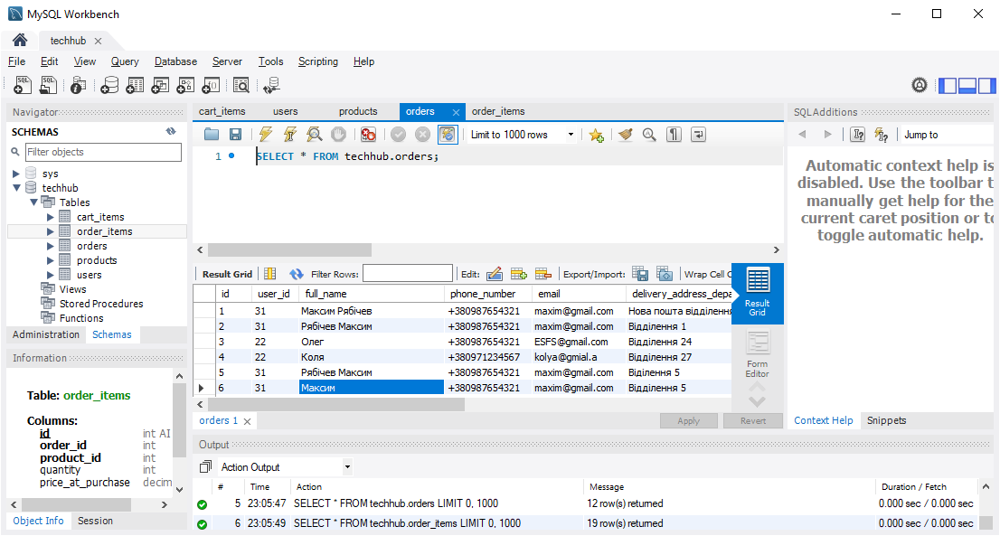 MySQL Workbench
techhub
File Edit View Query Database Server Tools Scripting Help
Navigator
SCHEMAS
Filter objects
sys
techhub
Tables
cart_items
order_items
orders
products
users
Views
Stored Procedures
Functions
Administration Schemas
Information
Table: order_items
Columns:
id int AI
order_id int
product_id int
quantity int
price_at_purchase decim
Object Info Session
cart_items users products orders order_items
Limit to 1000 rows
1 SELECT * FROM techhub.orders;
Result Grid Filter Rows: Edit: Export/Import: Wrap Cell C
id user_id full_name phone_number email delivery_address_depa
1 31 Максим Рябічев +380987654321 maxim@gmail.com Нова пошта відділення
2 31 Рябічев Максим +380987654321 maxim@gmail.com Відділення 1
3 22 Олег +380987654321 ESFS@gmail.com Відділення 24
4 22 Коля +380971234567 kolya@gmial.a Відділення 27
5 31 Рябічев Максим +380987654321 maxim@gmail.com Віділення 5
6 31 Максим +380987654321 maxim@gmail.com Відділення 5
Result
Grid
Form
Editor
orders 1 Apply Revert
SQLAdditions
Jump to
Automatic context help is
disabled. Use the toolbar t
manually get help for the
current caret position or to
toggle automatic help.
Context Help Snippets
Output
Action Output
# Time Action Message Duration / Fetch
5 23:05:47 SELECT * FROM techhub.orders LIMIT 0, 1000 12 row(s) returned 0.000 sec / 0.000 sec
6 23:05:49 SELECT * FROM techhub.order_items LIMIT 0, 1000 19 row(s) returned 0.000 sec / 0.000 sec